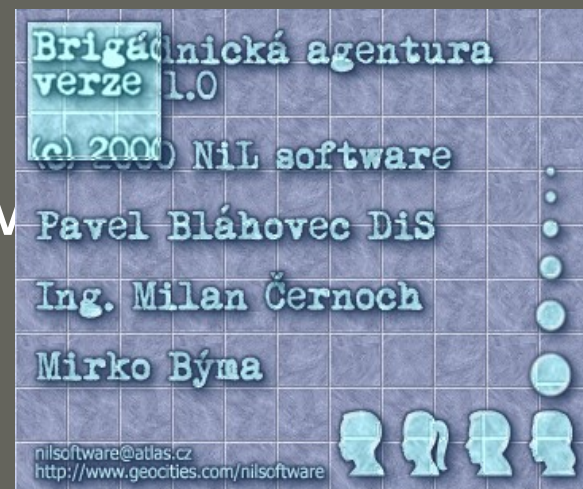 Brigádnická agentura
verze 1.0
(c) 2000 NiL software
Pavel Bláhovec DiS
Ing. Milan Černoch
Mirko Býma
nilsoftware@atlas.cz
http://www.geocities.com/nilsoftware